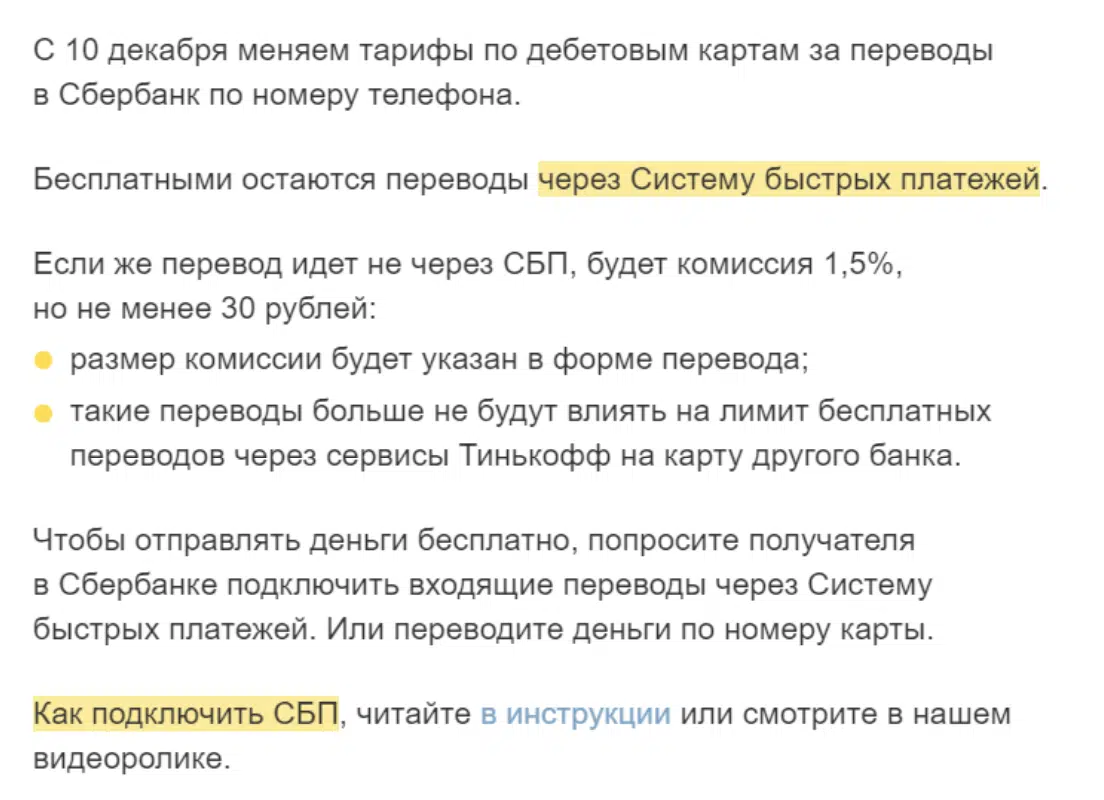 С 10 декабря меняем тарифы по дебетовым картам за переводы
в Сбербанк по номеру телефона.
Бесплатными остаются переводы через Систему быстрых платежей.
Если же перевод идет не через СБП, будет комиссия 1,5%,
но не менее 30 рублей:
размер комиссии будет указан в форме перевода;
такие переводы больше не будут влиять на лимит бесплатных
переводов через сервисы Тинькофф на карту другого банка.
Чтобы отправлять деньги бесплатно, попросите получателя
в Сбербанке подключить входящие переводы через Систему
быстрых платежей. Или переводите деньги по номеру карты.
Как подключить СБП, читайте в инструкции или смотрите в нашем
видеоролике.